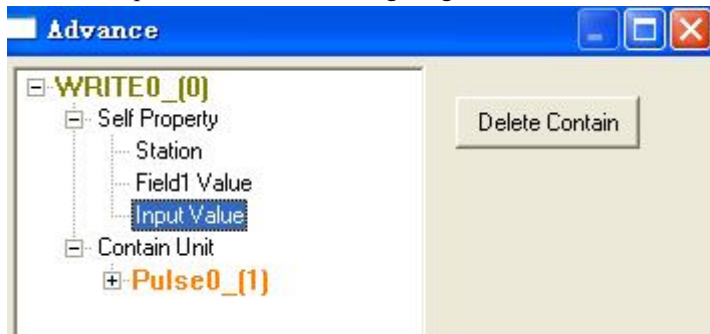 Advance
WRITE0_(0)
Self Property
Station
Field1 Value
Input Value
Contain Unit
Pulse0_(1)
Delete Contain